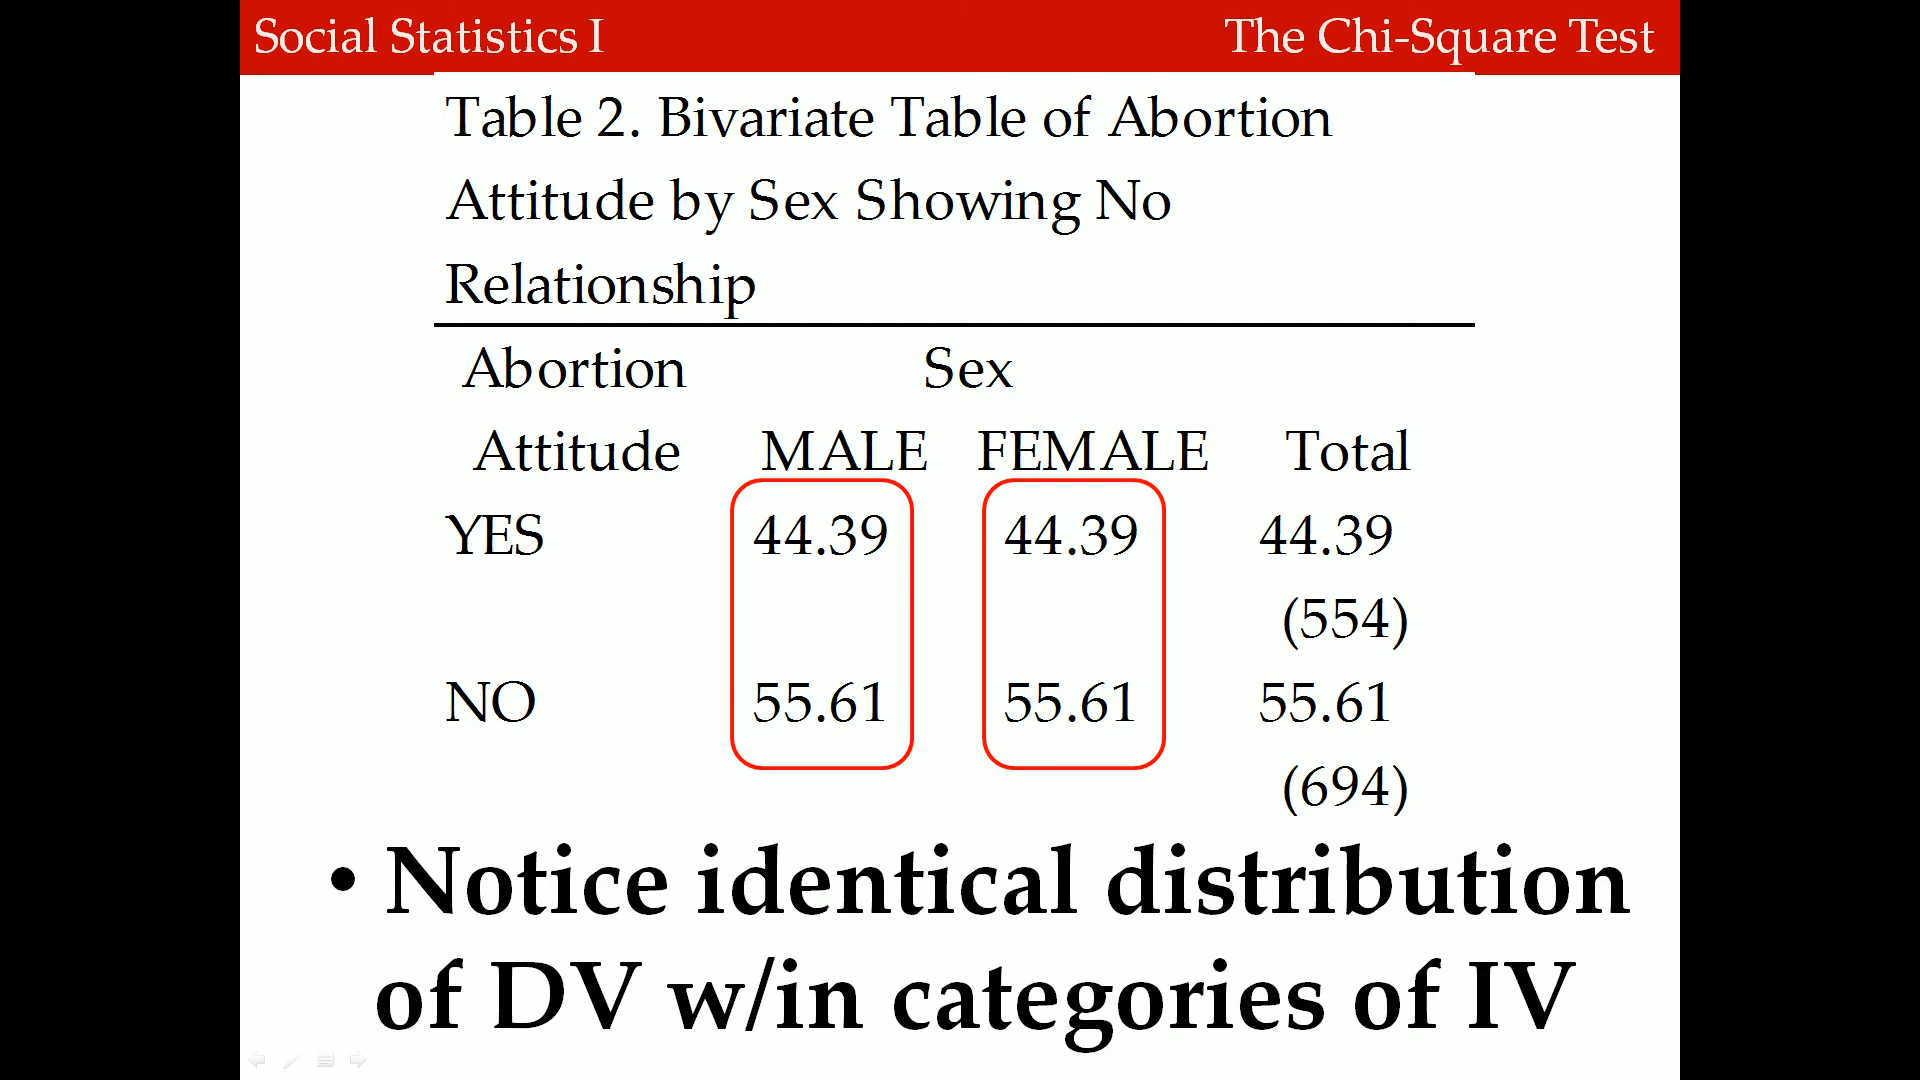 Social Statistics I The Chi-Square Test
Table 2. Bivariate Table of Abortion
Attitude by Sex Showing No
Relationship
Abortion Sex
Attitude MALE FEMALE Total
YES 44.39 44.39 44.39
(554)
NO 55.61 55.61 55.61
(694)
• Notice identical distribution
of DV w/in categories of IV